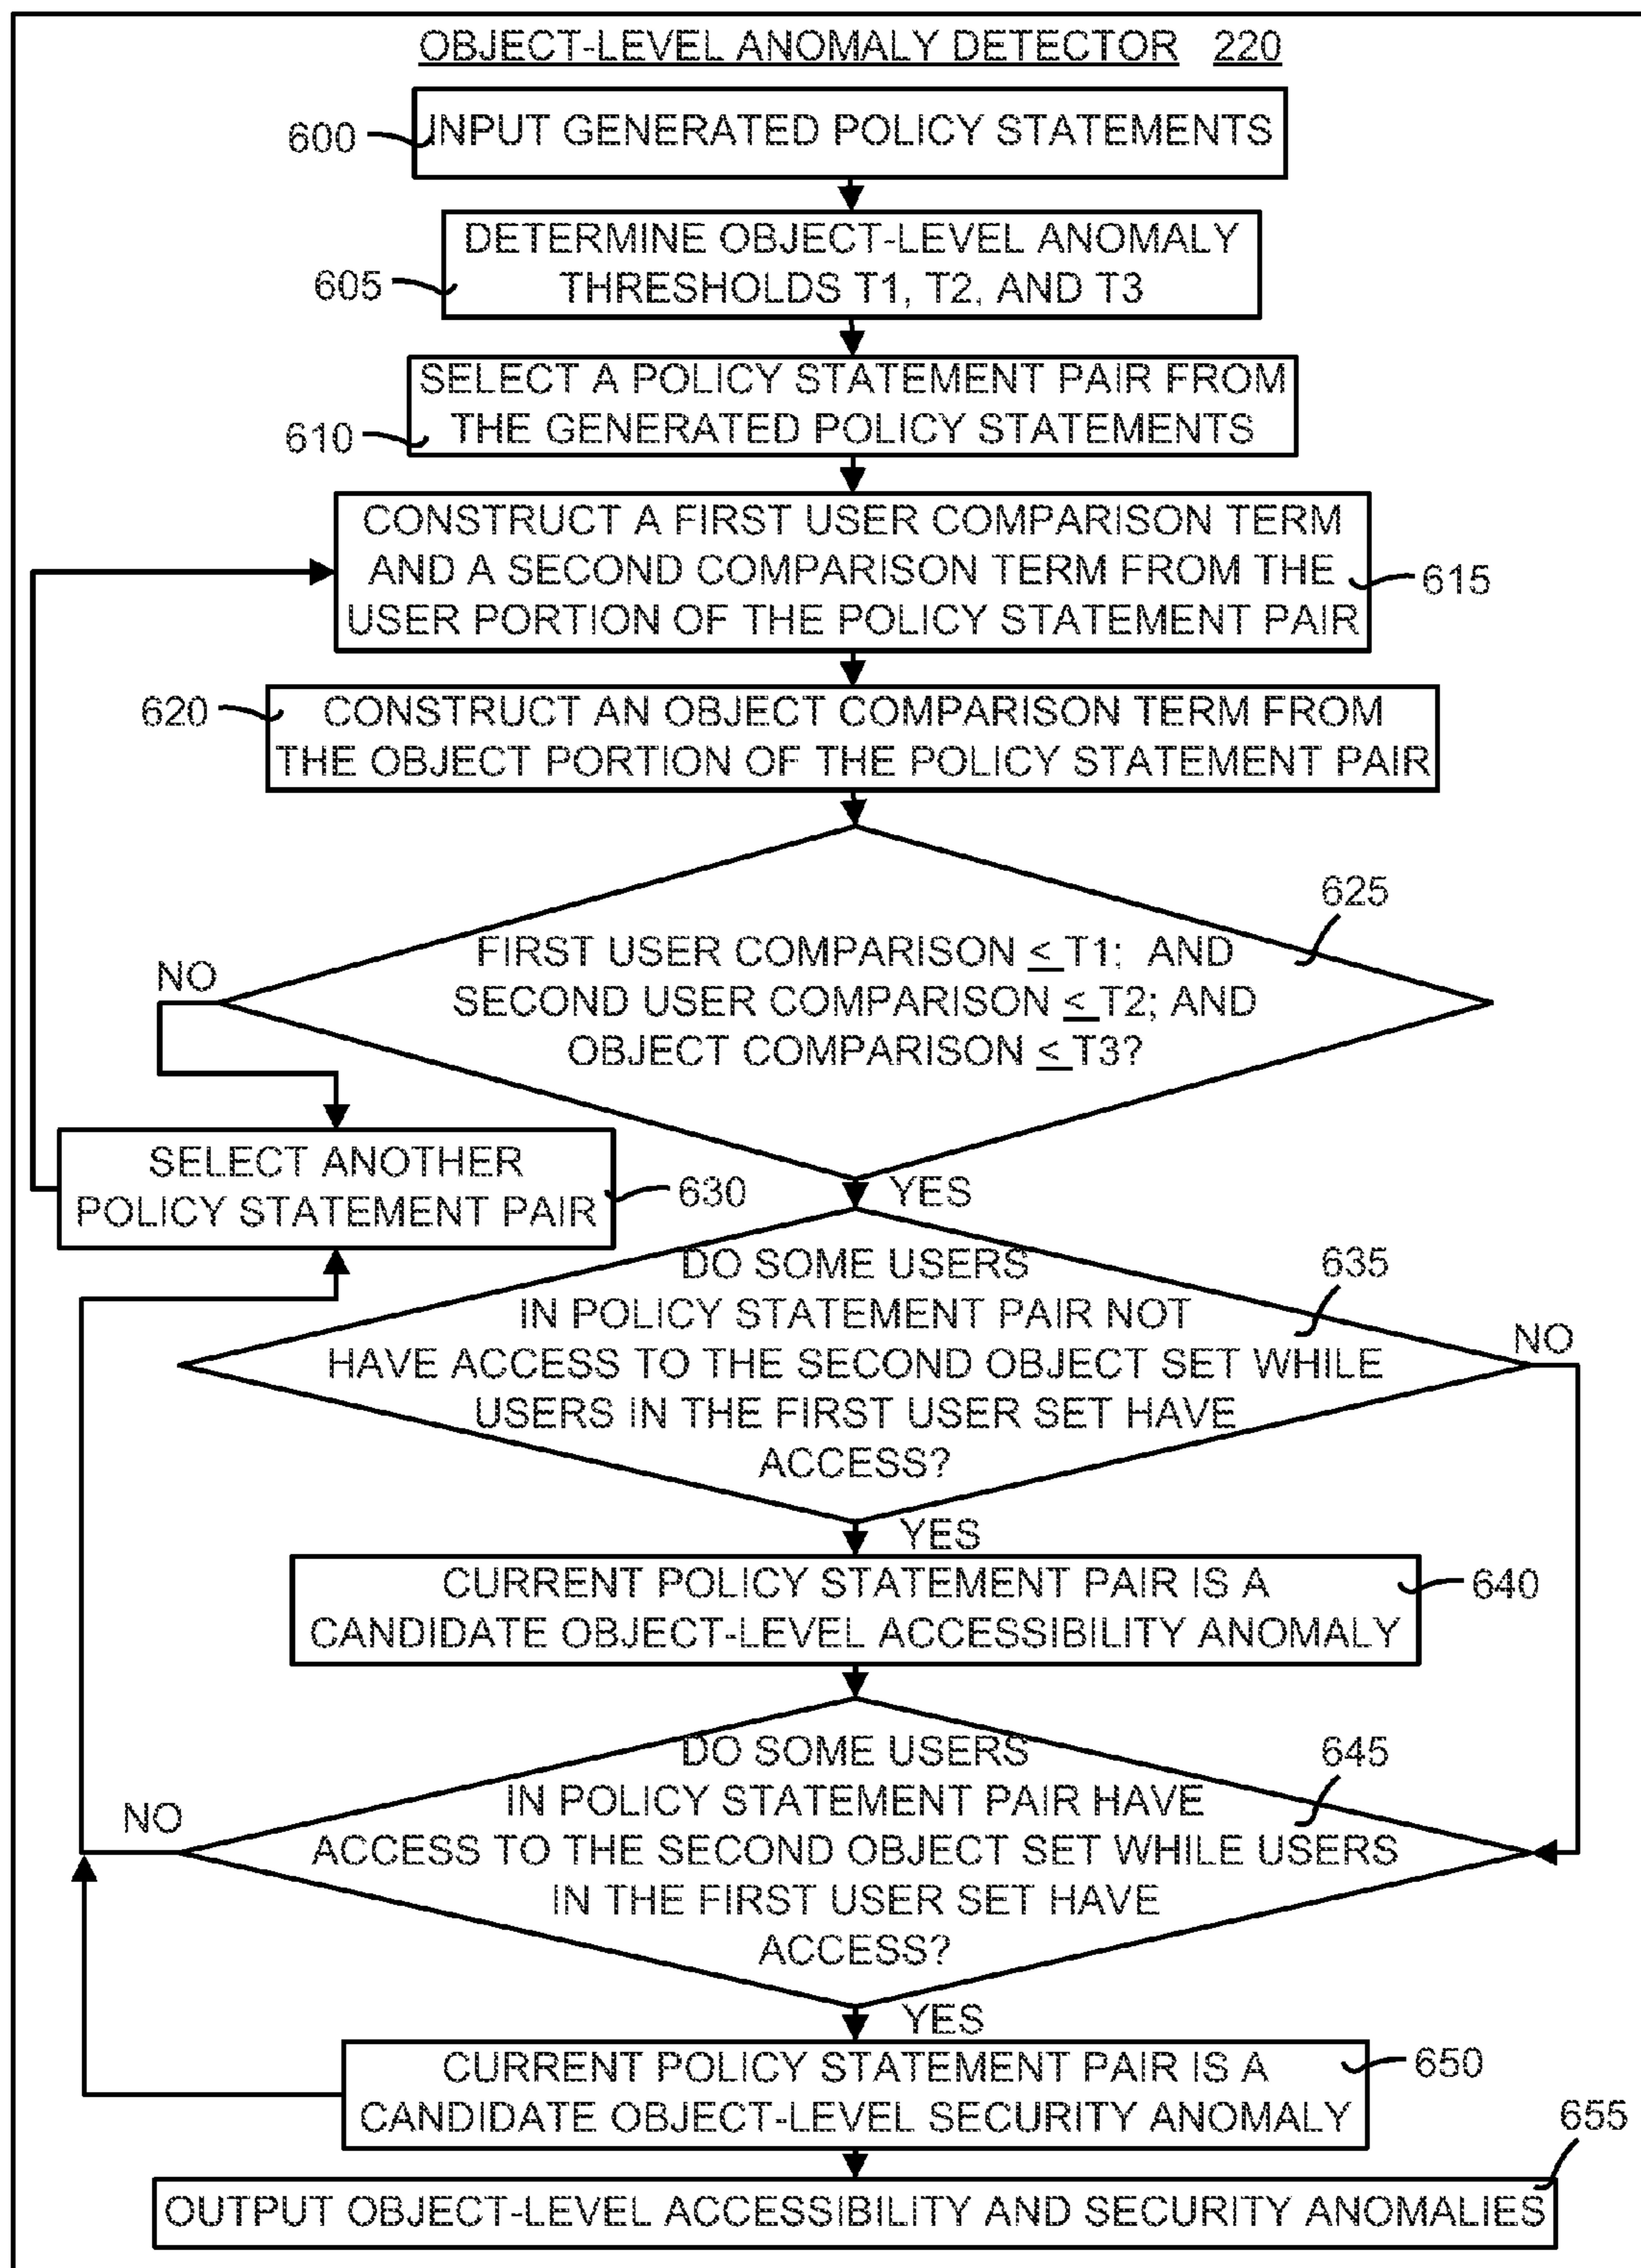 OBJECT-LEVEL ANOMALY DETECTOR 220
600
INPUT GENERATED POLICY STATEMENTS
DETERMINE OBJECT-LEVEL ANOMALY
THRESHOLDS T1, T2, AND T3
605
SELECT A POLICY STATEMENT PAIR FROM
THE GENERATED POLICY STATEMENTS
610
CONSTRUCT A FIRST USER COMPARISON TERM
AND A SECOND COMPARISON TERM FROM THE
USER PORTION OF THE POLICY STATEMENT PAIR
615
620
CONSTRUCT AN OBJECT COMPARISON TERM FROM
THE OBJECT PORTION OF THE POLICY STATEMENT PAIR
625
FIRST USER COMPARISON < T1; AND
SECOND USER COMPARISON < T2; AND
OBJECT COMPARISON < T3?
NO
YES
SELECT ANOTHER
POLICY STATEMENT PAIR
630
DO SOME USERS
IN POLICY STATEMENT PAIR NOT
HAVE ACCESS TO THE SECOND OBJECT SET WHILE
USERS IN THE FIRST USER SET HAVE
ACCESS?
635
NO
YES
CURRENT POLICY STATEMENT PAIR IS A
CANDIDATE OBJECT-LEVEL ACCESSIBILITY ANOMALY
640
DO SOME USERS
IN POLICY STATEMENT PAIR HAVE
ACCESS TO THE SECOND OBJECT SET WHILE USERS
IN THE FIRST USER SET HAVE
ACCESS?
645
NO
YES
CURRENT POLICY STATEMENT PAIR IS A
CANDIDATE OBJECT-LEVEL SECURITY ANOMALY
650
655
OUTPUT OBJECT-LEVEL ACCESSIBILITY AND SECURITY ANOMALIES